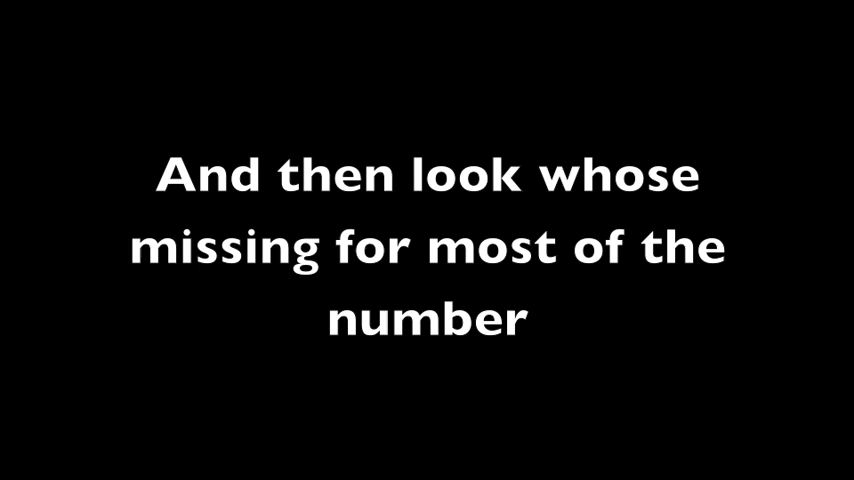 And then look whose
missing for most of the
number